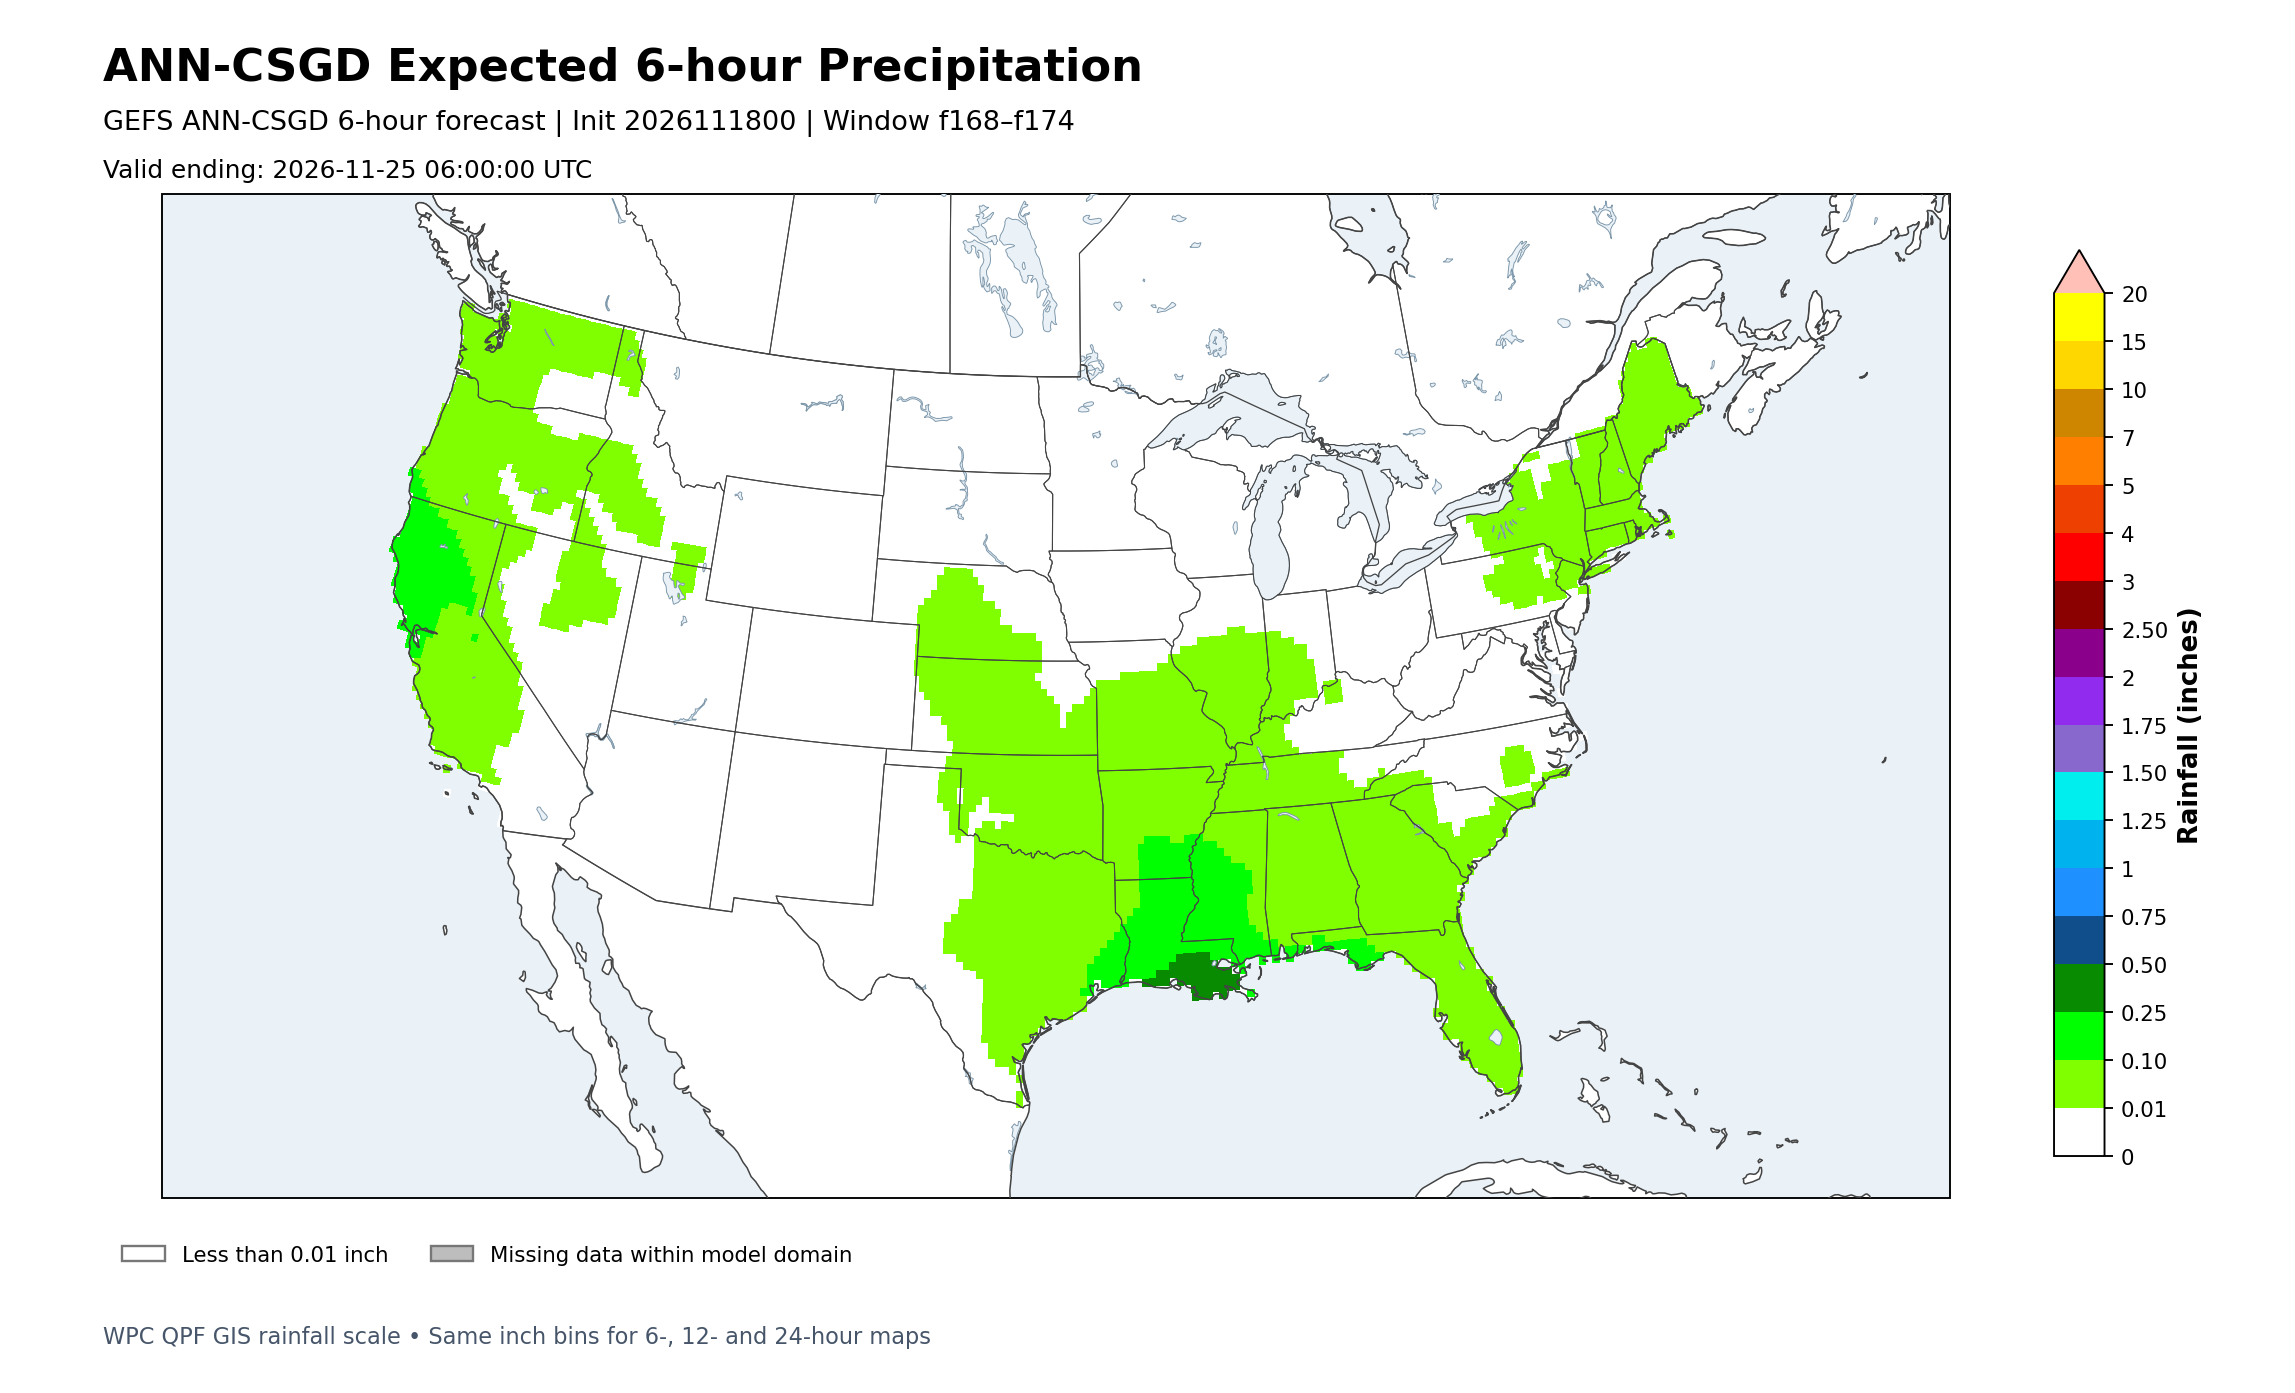 ANN-CSGD Expected 6-hour Precipitation
GEFS ANN-CSGD 6-hour forecast | Init 2026111800 | Window f168–f174
Valid ending: 2026-11-25 06:00:00 UTC
20
15
10
7
5
4
3
2.50
2
1.75
1.50
1.25
1
0.75
0.50
0.25
0.10
0.01
0
Rainfall (inches)
Less than 0.01 inch
Missing data within model domain
WPC QPF GIS rainfall scale • Same inch bins for 6-, 12- and 24-hour maps